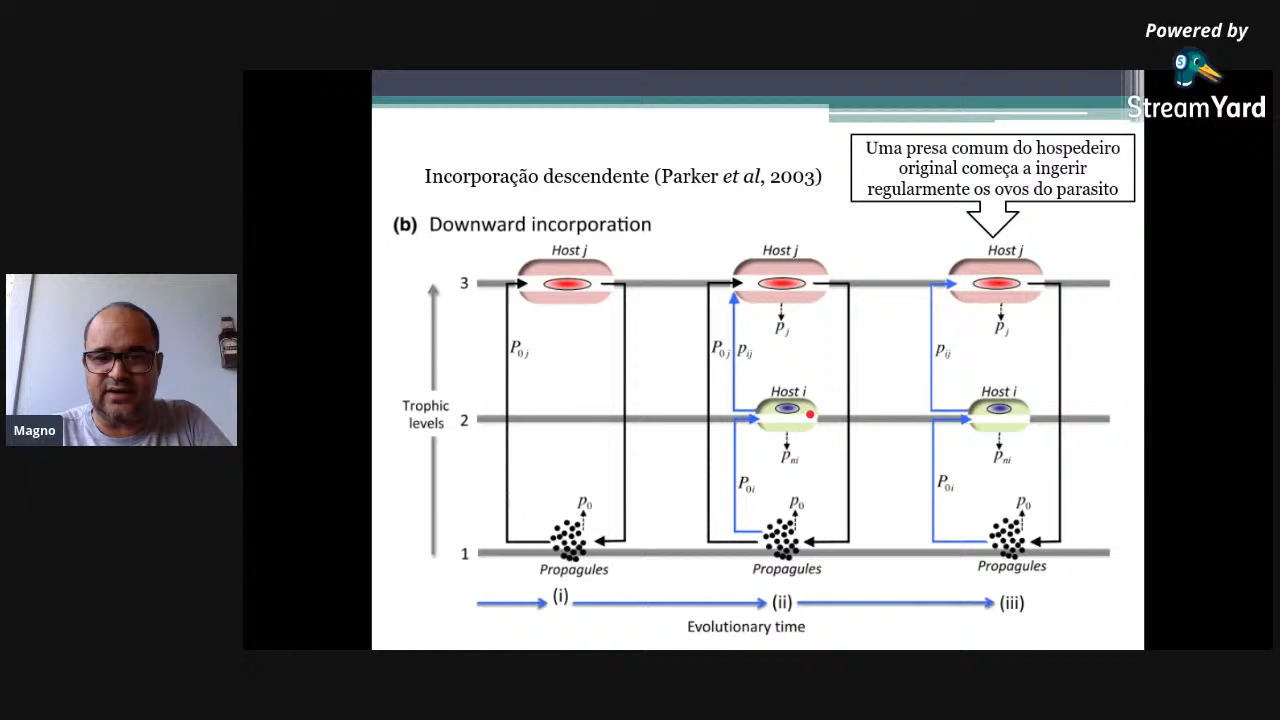 Powered by
StreamYard
Uma presa comum do hospedeiro
original começa a ingerir
regularmente os ovos do parasito
Incorporação descendente (Parker et al, 2003)
(b) Downward incorporation
Host j
Host j
Host j
3
P0j
P0j
pij
pj
pij
pj
Magno
Trophic
levels
Host i
Host i
2
pni
pni
P0i
P0i
p0
p0
p0
1
Propagules
Propagules
Propagules
(i)
(ii)
(iii)
Evolutionary time